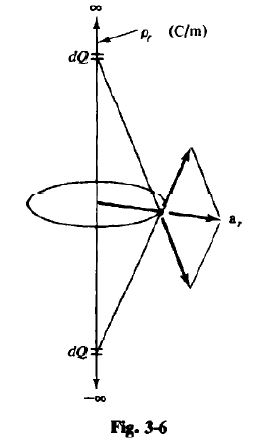 ∞
ρℓ (C/m)
dQ
aᵣ
dQ
−∞
Fig. 3-6